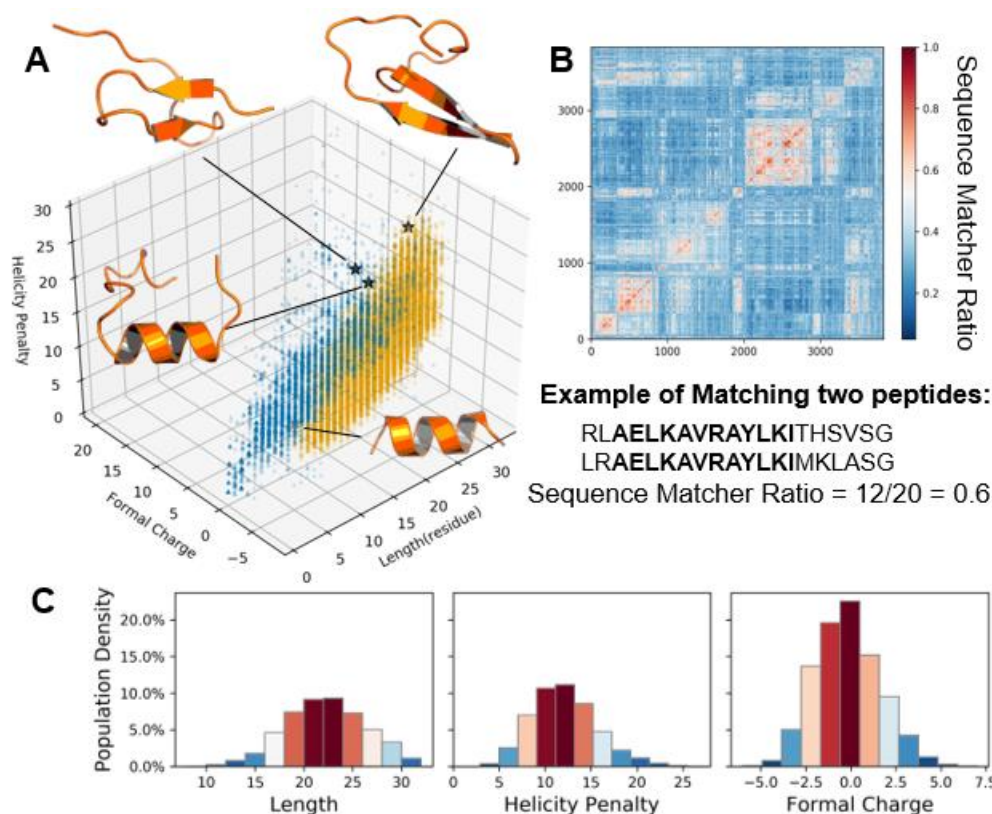 A
30
25
20
15
10
5
0
Helicity Penalty
20
15
10
5
0
−5
Formal Charge
0
5
10
15
20
25
30
Length(residue)
B
3000
2000
1000
0
0
1000
2000
3000
1.0
0.8
0.6
0.4
0.2
Sequence Matcher Ratio
Example of Matching two peptides:
RLAELKAVRAYLKITHSVSG
LRAELKAVRAYLKIMKLASG
Sequence Matcher Ratio = 12/20 = 0.6
C
Population Density
20.0%
15.0%
10.0%
5.0%
0.0%
10 15 20 25 30
Length
0 5 10 15 20 25
Helicity Penalty
−5.0 −2.5 0.0 2.5 5.0 7.5
Formal Charge